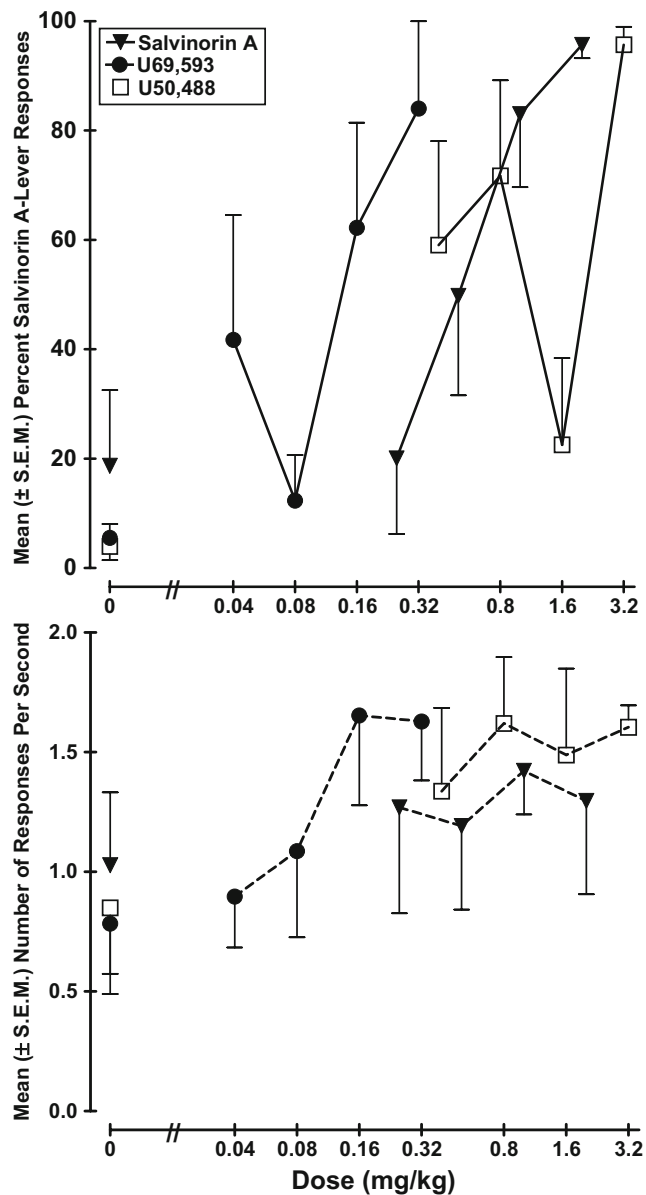 Mean (± S.E.M.) Percent Salvinorin A-Lever Responses
100
80
60
40
20
0
Salvinorin A
U69,593
U50,488
0 // 0.04 0.08 0.16 0.32 0.8 1.6 3.2
Mean (± S.E.M.) Number of Responses Per Second
2.0
1.5
1.0
0.5
0.0
0 // 0.04 0.08 0.16 0.32 0.8 1.6 3.2
Dose (mg/kg)